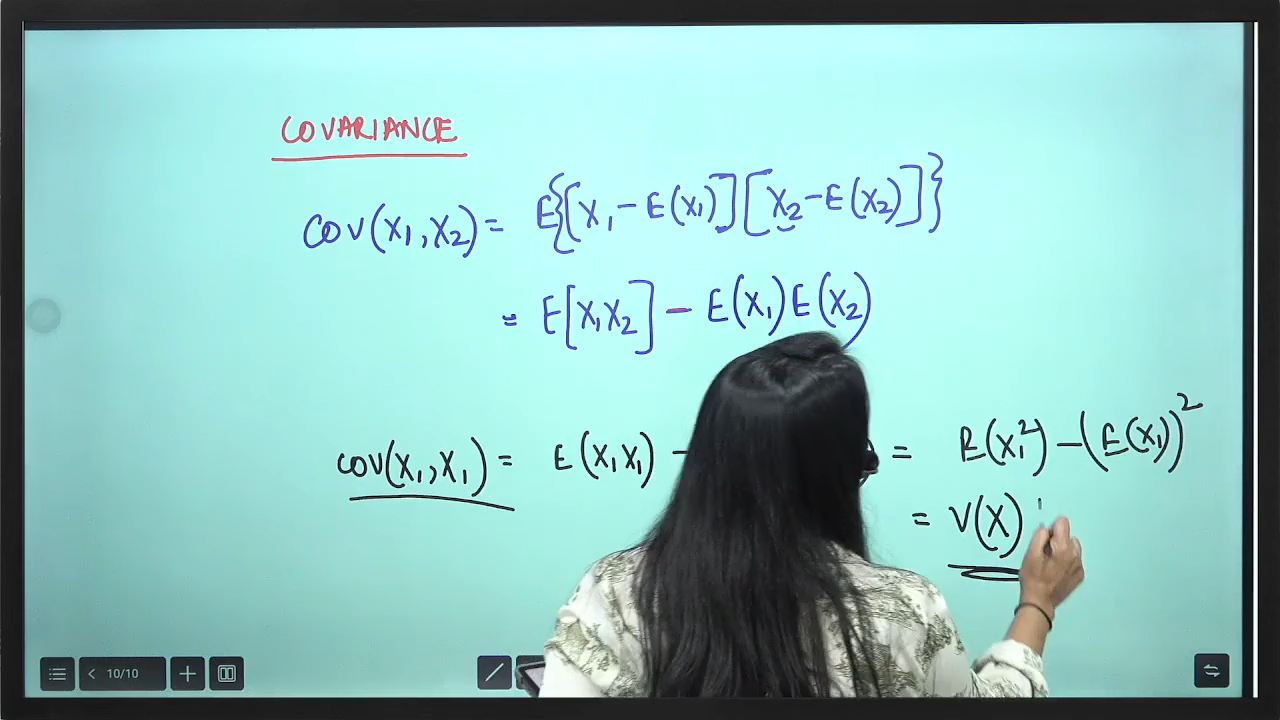 COVARIANCE
COV(X₁,X₂) = E{[X₁-E(X₁)][X₂-E(X₂)]}
= E[X₁X₂] - E(X₁)E(X₂)
COV(X₁,X₁) = E(X₁X₁) - = E(X₁²) - (E(X₁))²
= V(X)
10/10